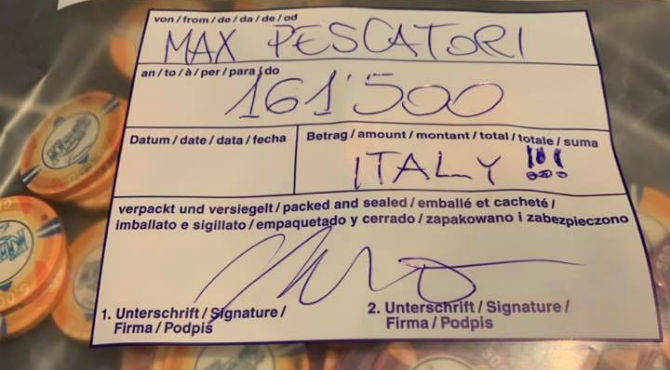 von / from / de / da / de / od
MAX PESCATORI
an / to / à / per / para / do
161'500
Datum / date / data / fecha
Betrag / amount / montant / total / totale / suma
ITALY !!!
verpackt und versiegelt / packed and sealed / emballé et cacheté /
imballato e sigillato / empaquetado y cerrado / zapakowano i zabezpieczono
1. Unterschrift / Signature /
Firma / Podpis
2. Unterschrift / Signature /
Firma / Podpis